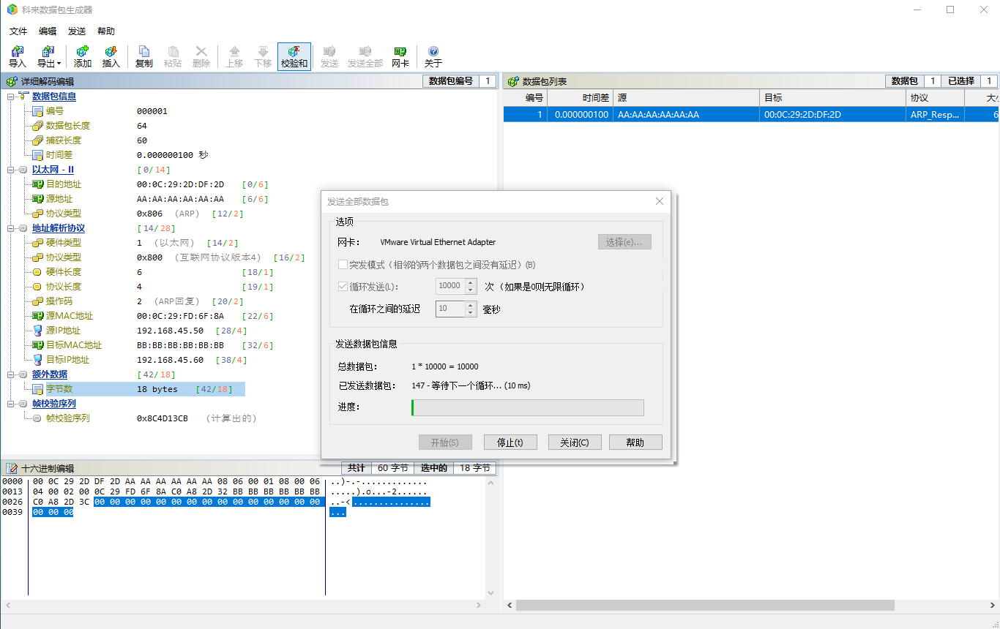 科来数据包生成器
文件 编辑 发送 帮助
导入 导出 添加 插入 复制 粘贴 删除 上移 下移 校验和 发送 发送全部 网卡 关于
详细解码编辑 数据包编号 1
数据包信息
编号 000001
数据包长度 64
捕获长度 60
时间差 0.000000100 秒
以太网 - II [0/14]
目的地址 00:0C:29:2D:DF:2D [0/6]
源地址 AA:AA:AA:AA:AA:AA [6/6]
协议类型 0x806 (ARP) [12/2]
地址解析协议 [14/28]
硬件类型 1 (以太网) [14/2]
协议类型 0x800 (互联网协议版本4) [16/2]
硬件长度 6 [18/1]
协议长度 4 [19/1]
操作码 2 (ARP回复) [20/2]
源MAC地址 00:0C:29:FD:6F:8A [22/6]
源IP地址 192.168.45.50 [28/4]
目标MAC地址 BB:BB:BB:BB:BB:BB [32/6]
目标IP地址 192.168.45.60 [38/4]
额外数据 [42/18]
字节数 18 bytes [42/18]
帧校验序列
帧校验序列 0x8C4D13CB (计算出的)
数据包列表 数据包 1 已选择 1
编号 时间差 源 目标 协议
1 0.000000100 AA:AA:AA:AA:AA:AA 00:0C:29:2D:DF:2D ARP_Resp... 6
发送全部数据包
选项
网卡: VMware Virtual Ethernet Adapter 选择(e)...
突发模式(相邻的两个数据包之间没有延迟)(B)
循环发送(L): 10000 次(如果是0则无限循环)
在循环之间的延迟 10 毫秒
发送数据包信息
总数据包: 1 * 10000 = 10000
已发送数据包: 147 - 等待下一个循环... (10 ms)
进度:
开始(S) 停止(t) 关闭(C) 帮助
十六进制编辑 共计 60 字节 选中的 18 字节
0000 00 0C 29 2D DF 2D AA AA AA AA AA AA 08 06 00 01 08 00 06 ..)-.-.............
0013 04 00 02 00 0C 29 FD 6F 8A C0 A8 2D 32 BB BB BB BB BB BB .....).o...-2......
0026 C0 A8 2D 3C 00 00 00 00 00 00 00 00 00 00 00 00 00 00 00 ..-<...............
0039 00 00 00 ...